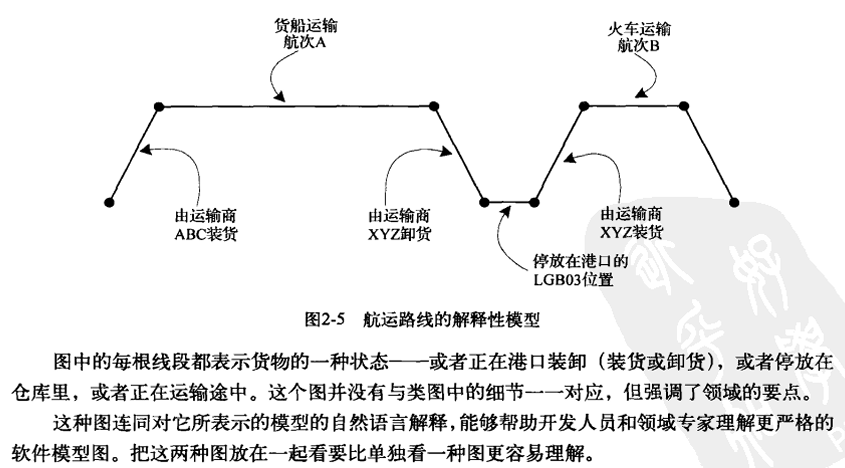 货船运输
航次A
火车运输
航次B
由运输商
ABC装货
由运输商
XYZ卸货
由运输商
XYZ装货
停放在港口的
LGB03位置
图2-5 航运路线的解释性模型
图中的每根线段都表示货物的一种状态——或者正在港口装卸（装货或卸货），或者停放在
仓库里，或者正在运输途中。这个图并没有与类图中的细节一一对应，但强调了领域的要点。
这种图连同对它所表示的模型的自然语言解释，能够帮助开发人员和领域专家理解更严格的
软件模型图。把这两种图放在一起看要比单独看一种图更容易理解。